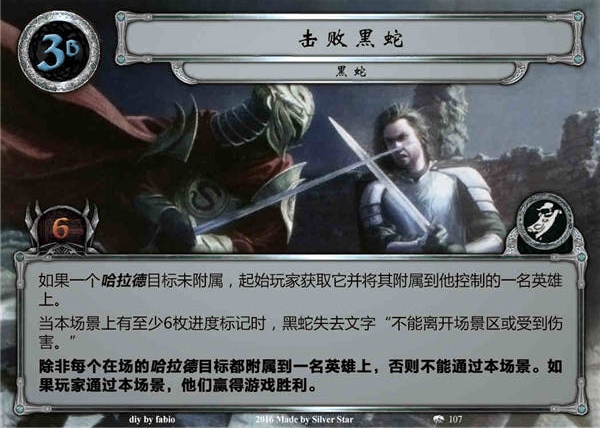 3B
击败黑蛇
黑蛇
6
如果一个哈拉德目标未附属，起始玩家获取它并将其附属到他控制的一名英雄
上。
当本场景上有至少6枚进度标记时，黑蛇失去文字“不能离开场景区或受到伤
害。”
除非每个在场的哈拉德目标都附属到一名英雄上，否则不能通过本场景。如
果玩家通过本场景，他们赢得游戏胜利。
diy by fabio
2016 Made by Silver Star
107